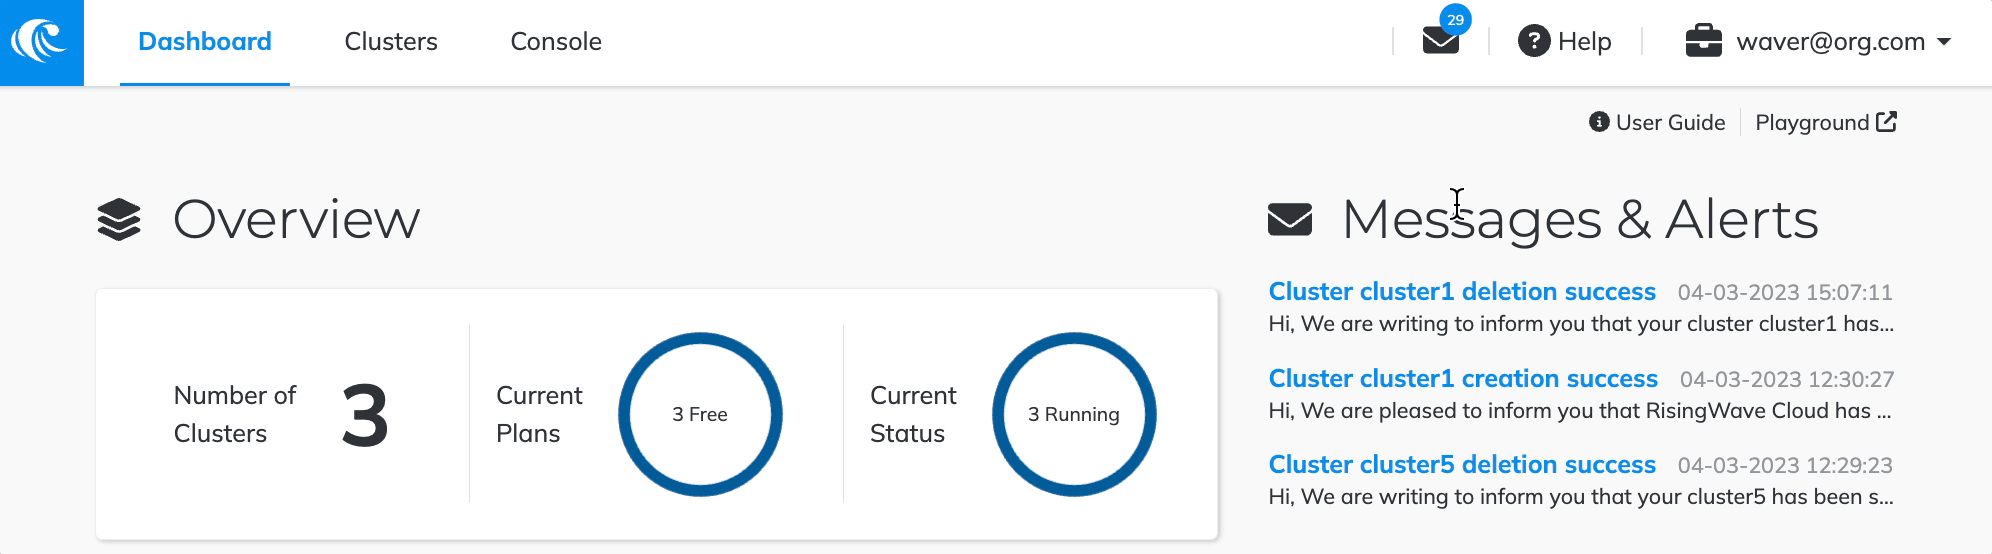 Dashboard Clusters Console 29 Help waver@org.com
User Guide Playground
Overview
Number of
Clusters
3
Current
Plans
3 Free
Current
Status
3 Running
Messages & Alerts
Cluster cluster1 deletion success 04-03-2023 15:07:11
Hi, We are writing to inform you that your cluster cluster1 has...
Cluster cluster1 creation success 04-03-2023 12:30:27
Hi, We are pleased to inform you that RisingWave Cloud has ...
Cluster cluster5 deletion success 04-03-2023 12:29:23
Hi, We are writing to inform you that your cluster5 has been s...